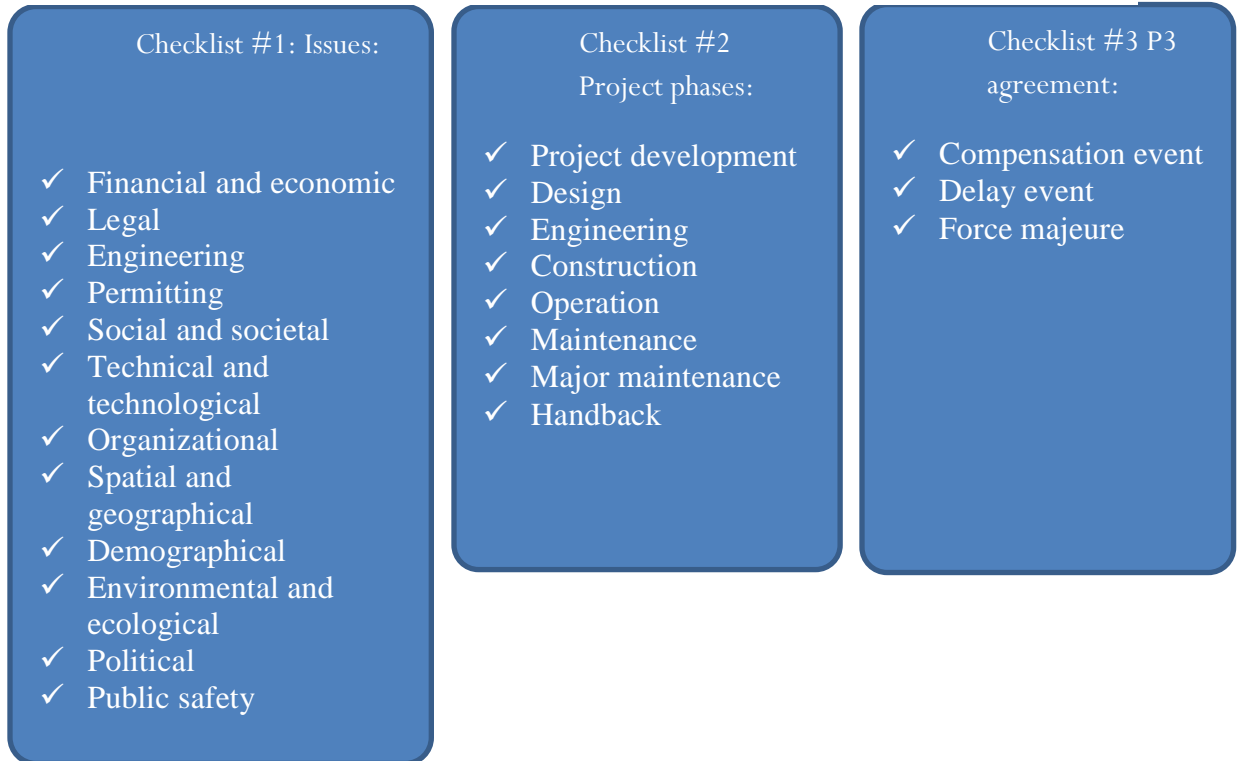 Checklist #1: Issues:
✓ Financial and economic
✓ Legal
✓ Engineering
✓ Permitting
✓ Social and societal
✓ Technical and
technological
✓ Organizational
✓ Spatial and
geographical
✓ Demographical
✓ Environmental and
ecological
✓ Political
✓ Public safety
Checklist #2
Project phases:
✓ Project development
✓ Design
✓ Engineering
✓ Construction
✓ Operation
✓ Maintenance
✓ Major maintenance
✓ Handback
Checklist #3 P3
agreement:
✓ Compensation event
✓ Delay event
✓ Force majeure